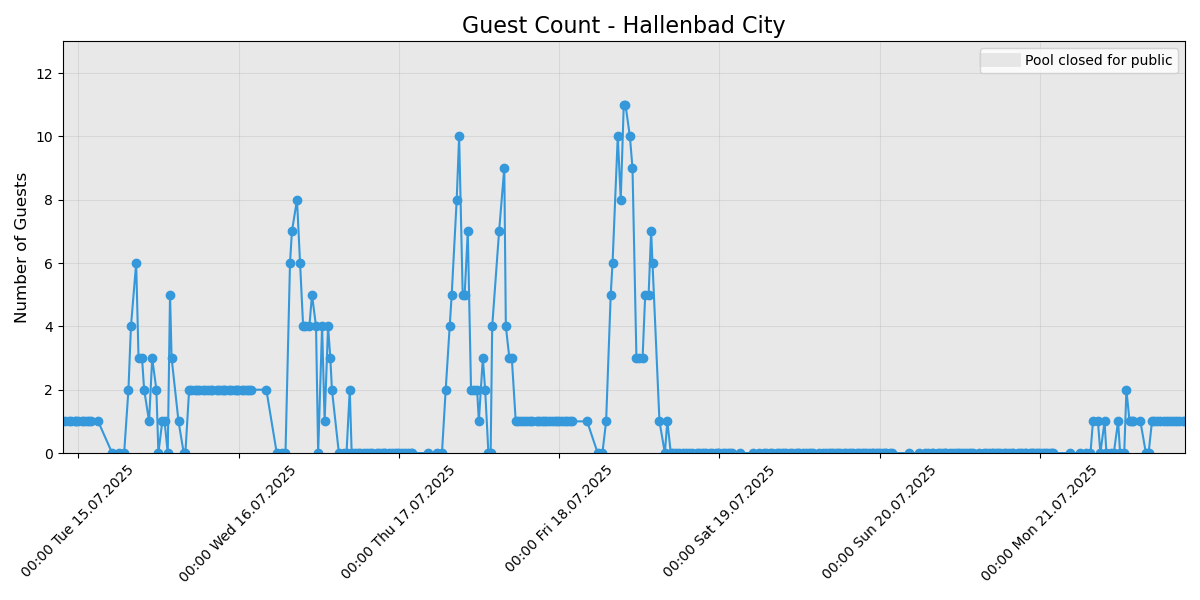 Guest Count - Hallenbad City
Pool closed for public
Number of Guests
12
10
8
6
4
2
0
00:00 Tue 15.07.2025
00:00 Wed 16.07.2025
00:00 Thu 17.07.2025
00:00 Fri 18.07.2025
00:00 Sat 19.07.2025
00:00 Sun 20.07.2025
00:00 Mon 21.07.2025